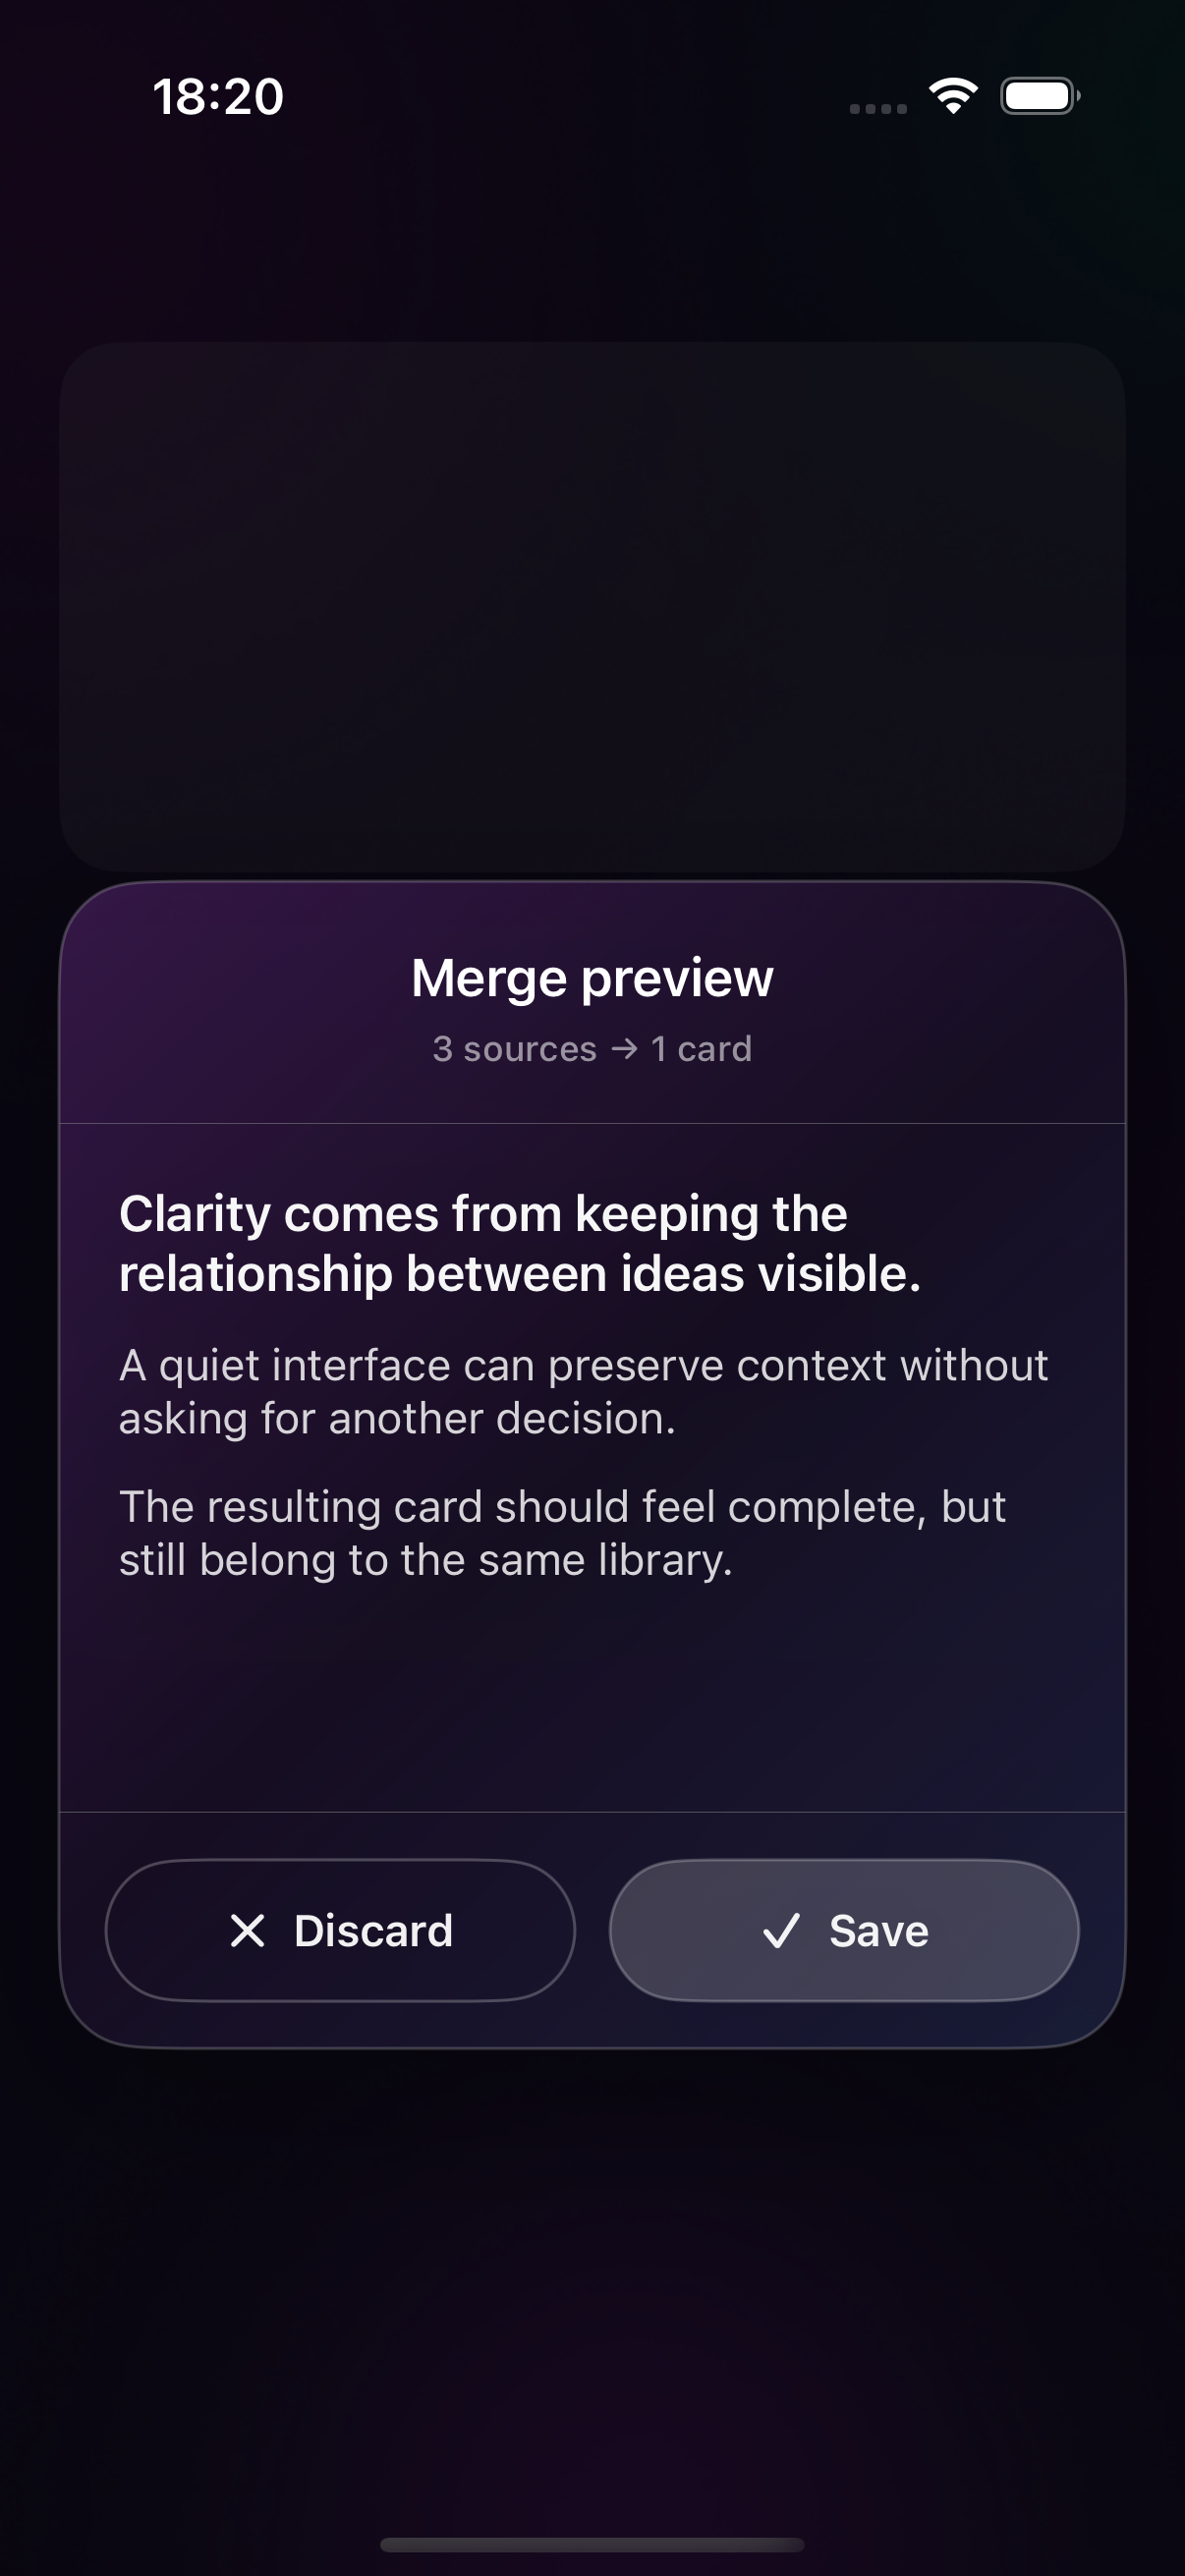 18:20
Merge preview
3 sources → 1 card
Clarity comes from keeping the
relationship between ideas visible.
A quiet interface can preserve context without
asking for another decision.
The resulting card should feel complete, but
still belong to the same library.
Discard
Save